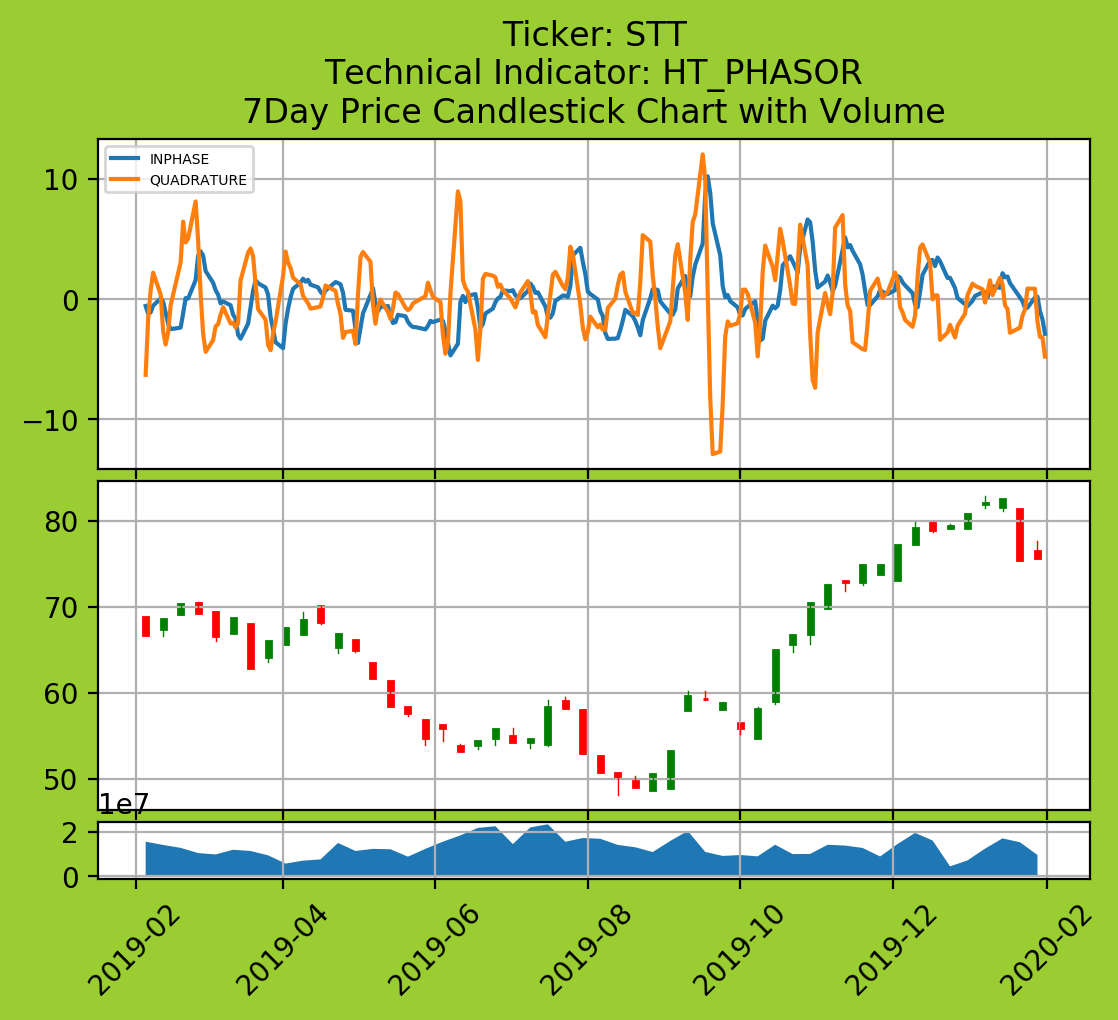 Ticker: STT
Technical Indicator: HT_PHASOR
7Day Price Candlestick Chart with Volume
INPHASE
QUADRATURE
10
0
−10
80
70
60
50
1e7
2
0
2019-02
2019-04
2019-06
2019-08
2019-10
2019-12
2020-02